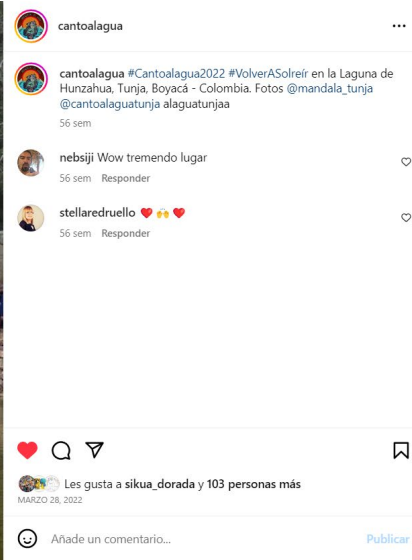 cantoalagua
cantoalagua #Cantoalagua2022 #VolverASolreír en la Laguna de
Hunzahua, Tunja, Boyacá - Colombia. Fotos @mandala_tunja
@cantoalaguatunja alaguatunjaa
56 sem
nebsiji Wow tremendo lugar
56 sem Responder
stellaredruello ❤️ 🙌 ❤️
56 sem Responder
Les gusta a sikua_dorada y 103 personas más
MARZO 28, 2022
Añade un comentario...
Publicar